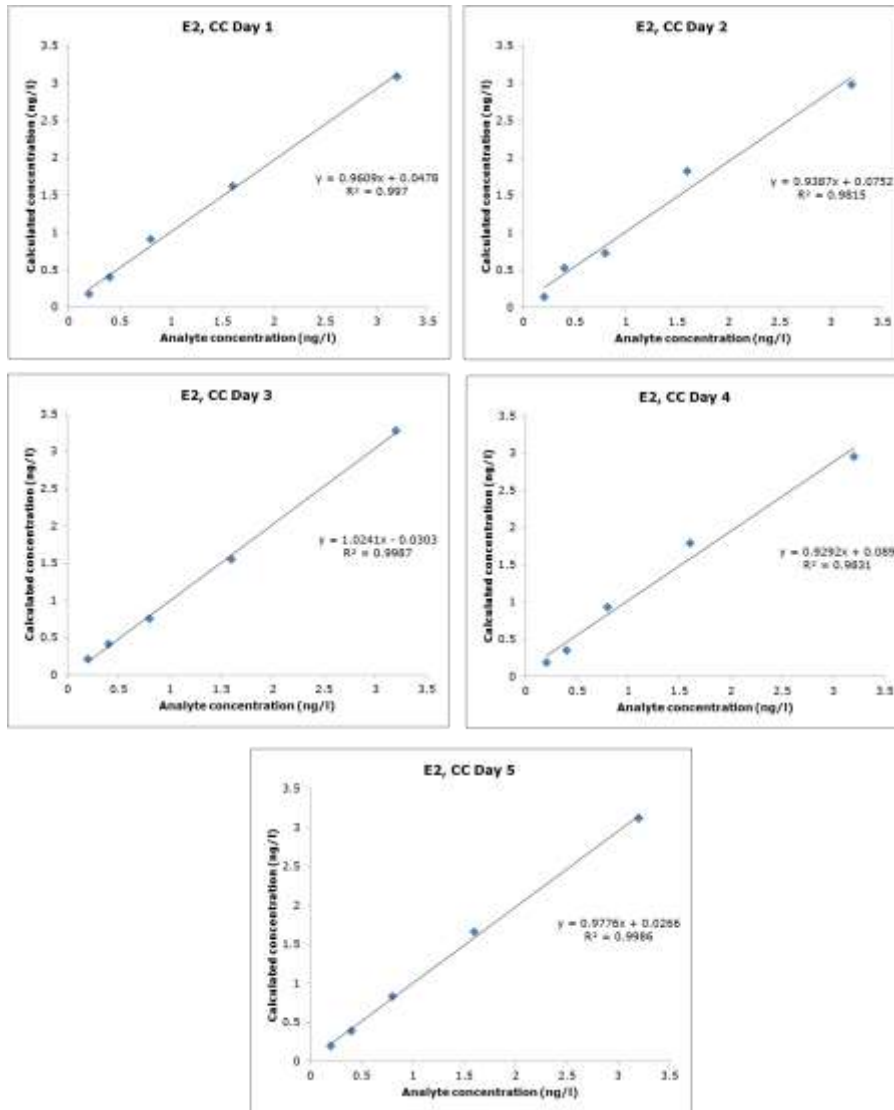 E2, CC Day 1
3.5
3
2.5
2
1.5
1
0.5
0
Calculated concentration (ng/l)
y = 0.9609x + 0.0478
R² = 0.997
0 0.5 1 1.5 2 2.5 3 3.5
Analyte concentration (ng/l)
E2, CC Day 2
3.5
3
2.5
2
1.5
1
0.5
0
Calculated concentration (ng/l)
y = 0.9387x + 0.0752
R² = 0.9815
0 0.5 1 1.5 2 2.5 3 3.5
Analyte concentration (ng/l)
E2, CC Day 3
3.5
3
2.5
2
1.5
1
0.5
0
Calculated concentration (ng/l)
y = 1.0241x - 0.0303
R² = 0.9987
0 0.5 1 1.5 2 2.5 3 3.5
Analyte concentration (ng/l)
E2, CC Day 4
3.5
3
2.5
2
1.5
1
0.5
0
Calculated concentration (ng/l)
y = 0.9292x + 0.089
R² = 0.9831
0 0.5 1 1.5 2 2.5 3 3.5
Analyte concentration (ng/l)
E2, CC Day 5
3.5
3
2.5
2
1.5
1
0.5
0
Calculated concentration (ng/l)
y = 0.9776x + 0.0266
R² = 0.9986
0 0.5 1 1.5 2 2.5 3 3.5
Analyte concentration (ng/l)